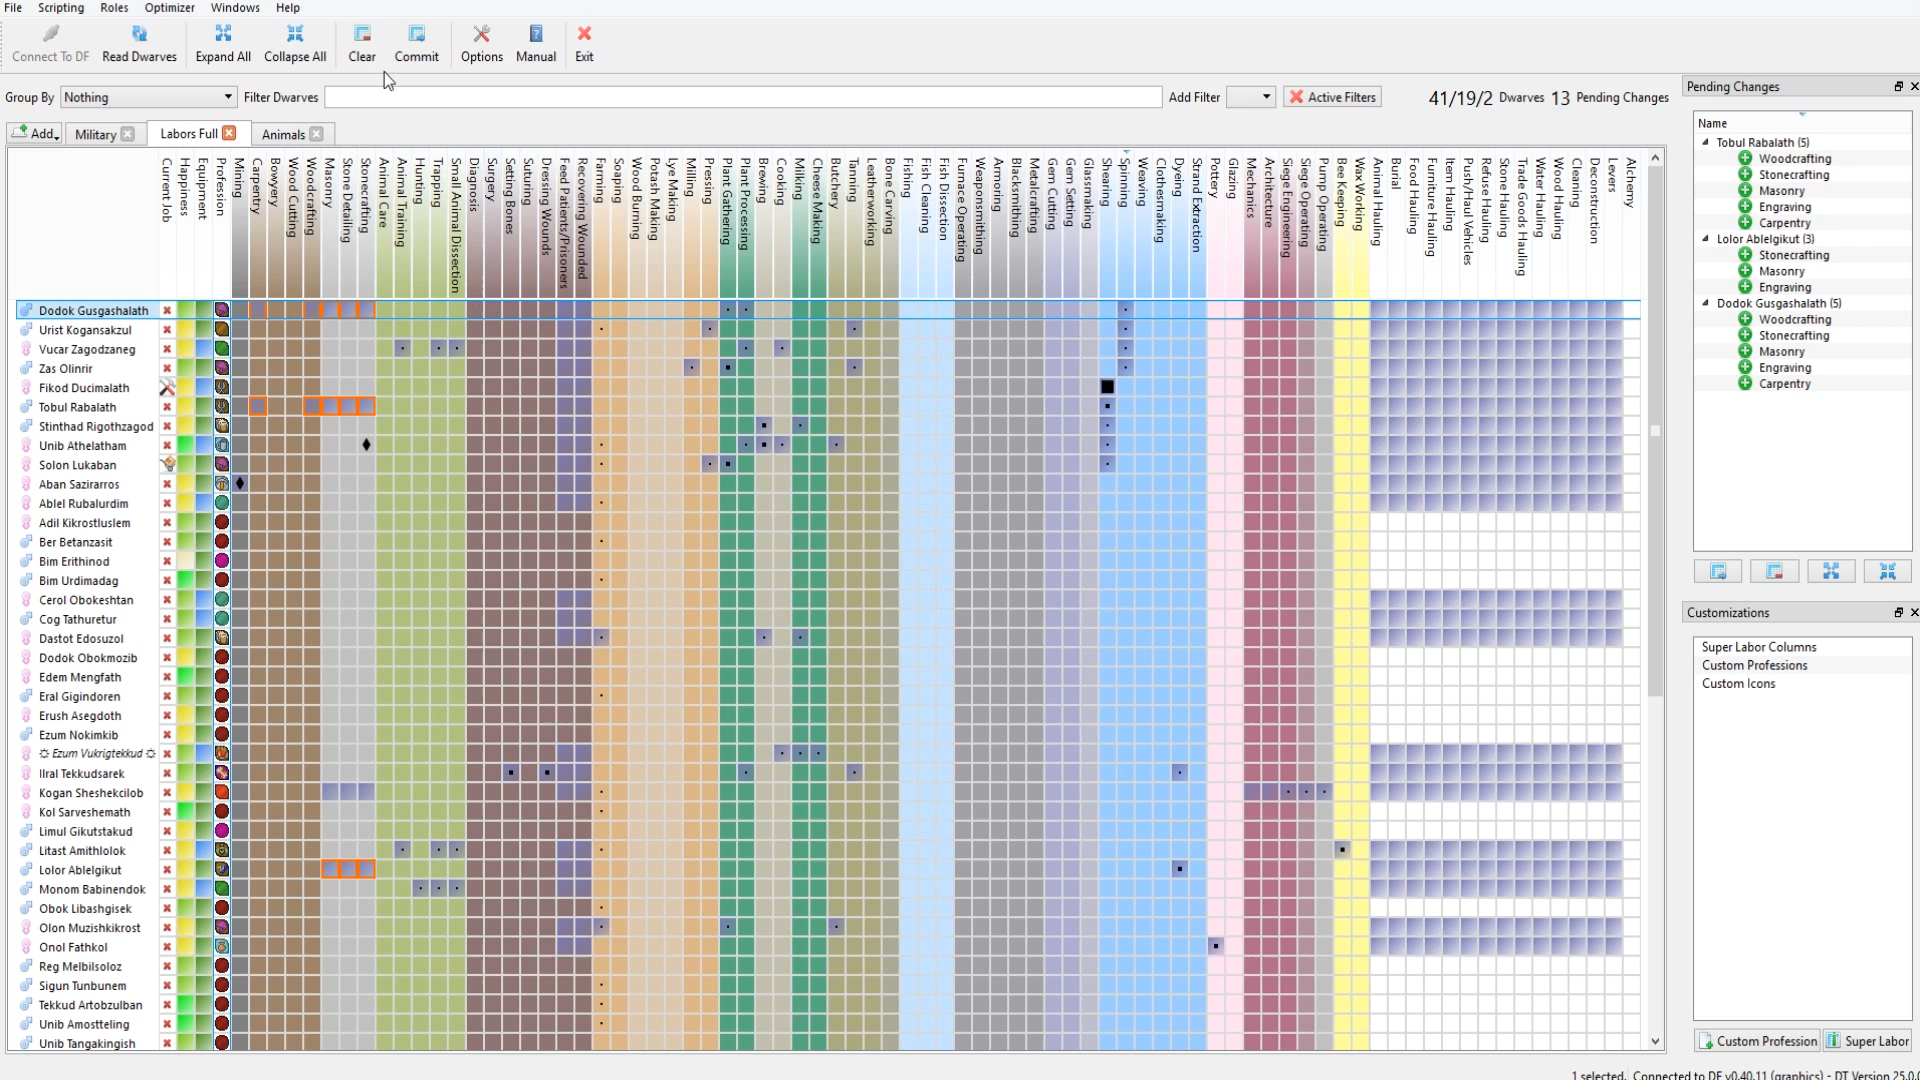 File Scripting Roles Optimizer Windows Help
Connect To DF Read Dwarves Expand All Collapse All Clear Commit Options Manual Exit
Group By Nothing Filter Dwarves Add Filter Active Filters 41/19/2 Dwarves 13 Pending Changes
Add Military Labors Full Animals
Current Job
Happiness
Equipment
Profession
Mining
Carpentry
Bowyery
Wood Cutting
Woodcrafting
Masonry
Stone Detailing
Stonecrafting
Animal Care
Animal Training
Hunting
Trapping
Small Animal Dissection
Diagnosis
Surgery
Setting Bones
Suturing
Dressing Wounds
Feed Patients/Prisoners
Recovering Wounded
Farming
Soaping
Wood Burning
Potash Making
Lye Making
Milling
Pressing
Plant Gathering
Plant Processing
Brewing
Cooking
Milking
Cheese Making
Butchery
Tanning
Leatherworking
Bone Carving
Fishing
Fish Cleaning
Fish Dissection
Furnace Operating
Weaponsmithing
Armoring
Blacksmithing
Metalcrafting
Gem Cutting
Gem Setting
Glassmaking
Shearing
Spinning
Weaving
Clothesmaking
Dyeing
Strand Extraction
Pottery
Glazing
Mechanics
Architecture
Siege Engineering
Siege Operating
Pump Operating
Bee Keeping
Wax Working
Animal Hauling
Burial
Food Hauling
Furniture Hauling
Item Hauling
Push/Haul Vehicles
Refuse Hauling
Stone Hauling
Trade Goods Hauling
Water Hauling
Wood Hauling
Cleaning
Deconstruction
Levers
Alchemy
Dodok Gusgashalath
Urist Kogansakzul
Vucar Zagodzaneg
Zas Olinrir
Fikod Ducimalath
Tobul Rabalath
Stinthad Rigothzagod
Unib Athelatham
Solon Lukaban
Aban Sazirarros
Ablel Rubalurdim
Adil Kikrostluslem
Ber Betanzasit
Bim Erithinod
Bim Urdimadag
Cerol Obokeshtan
Cog Tathuretur
Dastot Edosuzol
Dodok Obokmozib
Edem Mengfath
Eral Gigindoren
Erush Asegdoth
Ezum Nokimkib
☼ Ezum Vukrigtekkud ☼
Ilral Tekkudsarek
Kogan Sheshekcilob
Kol Sarveshemath
Limul Gikutstakud
Litast Amithlolok
Lolor Ablelgikut
Monom Babinendok
Obok Libashgisek
Olon Muzishkikrost
Onol Fathkol
Reg Melbilsoloz
Sigun Tunbunem
Tekkud Artobzulban
Unib Amostteling
Unib Tangakingish
Pending Changes
Name
Tobul Rabalath (5)
Woodcrafting
Stonecrafting
Masonry
Engraving
Carpentry
Lolor Ablelgikut (3)
Stonecrafting
Masonry
Engraving
Dodok Gusgashalath (5)
Woodcrafting
Stonecrafting
Masonry
Engraving
Carpentry
Customizations
Super Labor Columns
Custom Professions
Custom Icons
Custom Profession Super Labor
1 selected. Connected to DF v0.40.11 (graphics) - DT Version 25.0.